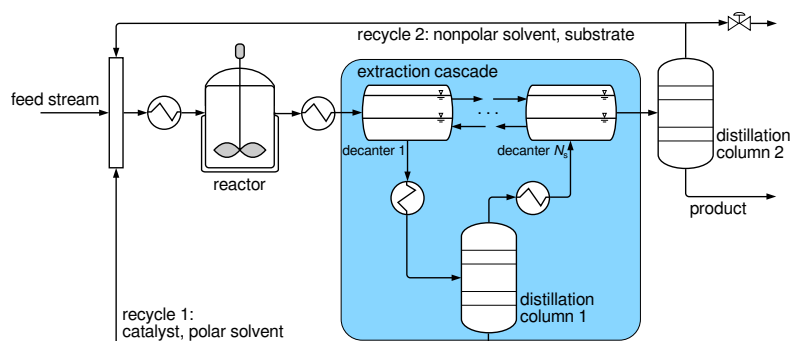 recycle 2: nonpolar solvent, substrate
extraction cascade
feed stream
. . .
decanter 1
decanter Nₛ
distillation
column 2
reactor
product
distillation
column 1
recycle 1:
catalyst, polar solvent